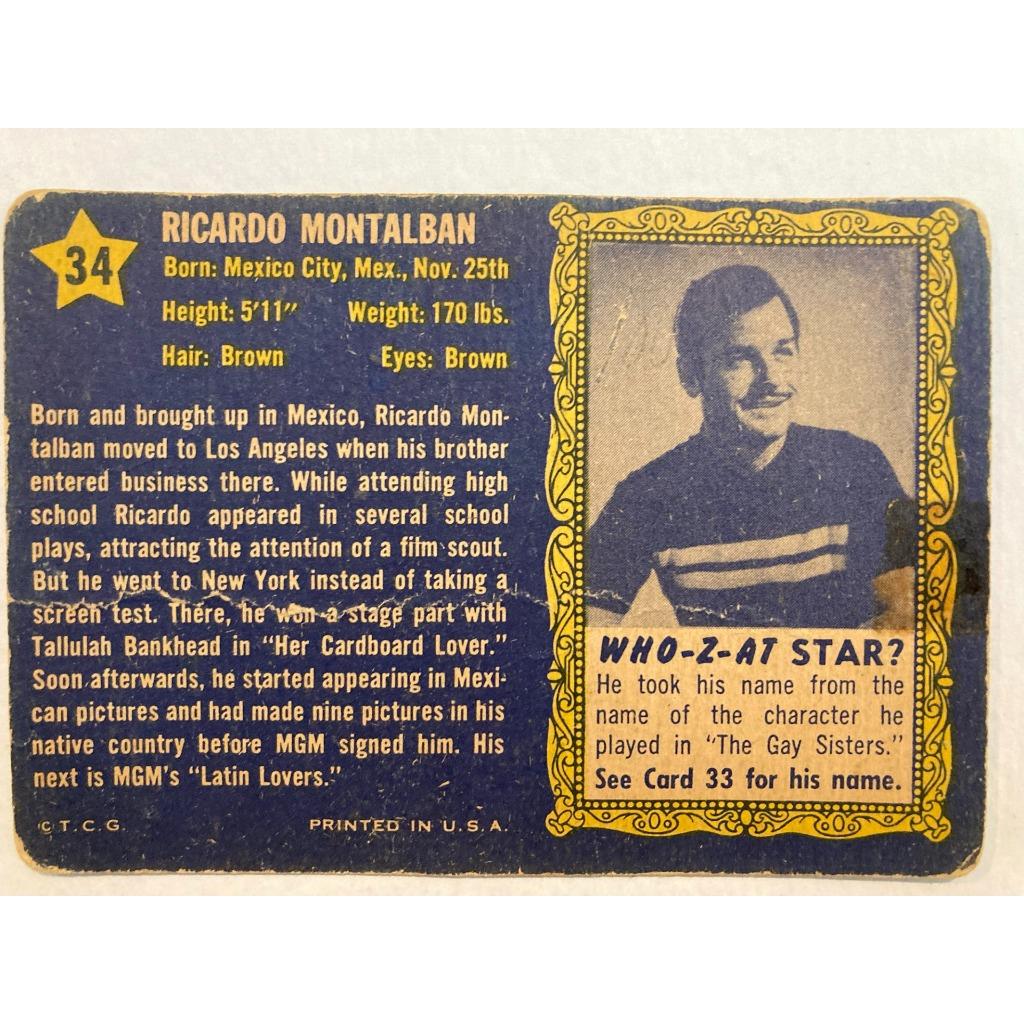 34
RICARDO MONTALBAN
Born: Mexico City, Mex., Nov. 25th
Height: 5'11" Weight: 170 lbs.
Hair: Brown Eyes: Brown
Born and brought up in Mexico, Ricardo Mon-
talban moved to Los Angeles when his brother
entered business there. While attending high
school Ricardo appeared in several school
plays, attracting the attention of a film scout.
But he went to New York instead of taking a
screen test. There, he won a stage part with
Tallulah Bankhead in "Her Cardboard Lover."
Soon afterwards, he started appearing in Mexi-
can pictures and had made nine pictures in his
native country before MGM signed him. His
next is MGM's "Latin Lovers."
© T.C.G. PRINTED IN U.S.A.
WHO-Z-AT STAR?
He took his name from the
name of the character he
played in "The Gay Sisters."
See Card 33 for his name.